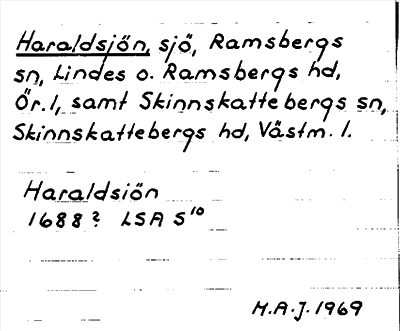 Haraldsjön, sjö, Ramsbergs
sn, Lindes o. Ramsbergs hd,
Ör. l, samt Skinnskattebergs sn,
Skinnskattebergs hd, Västm. l.
Haraldsiön
1688? LSA S¹⁰
M.A.J. 1969